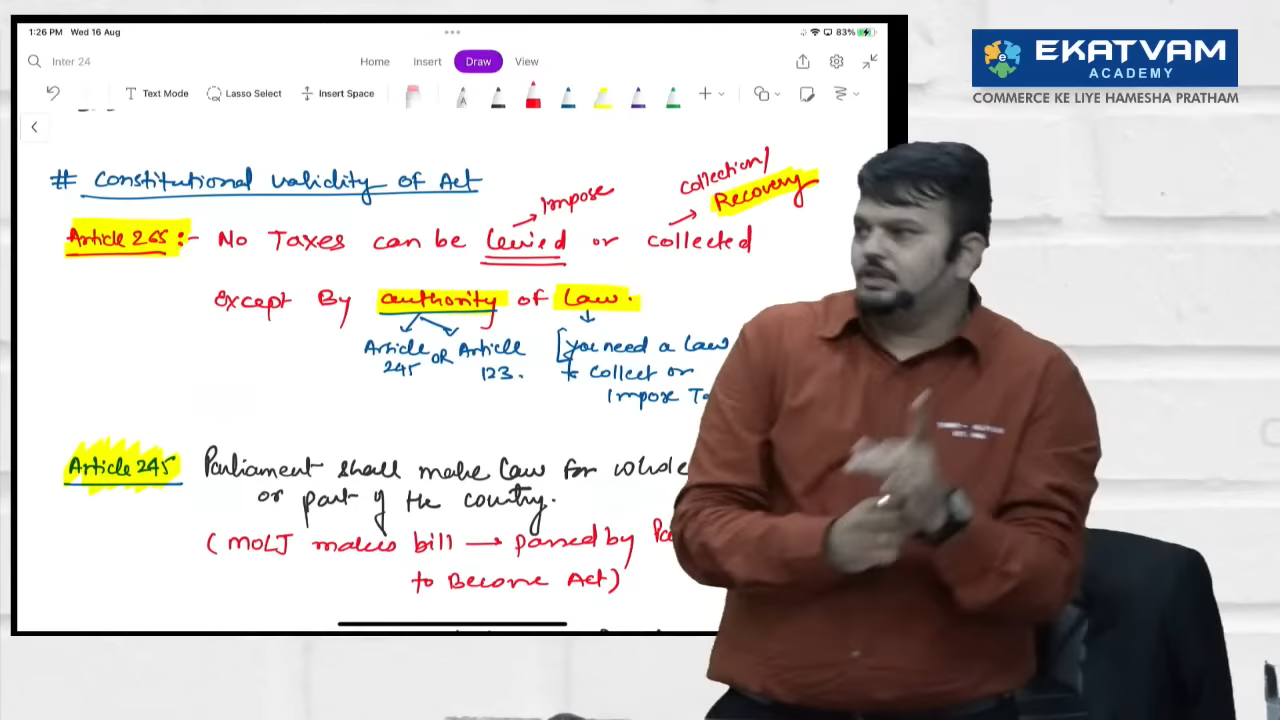 1:26 PM Wed 16 Aug
83%
Inter 24
Home Insert Draw View
Text Mode Lasso Select Insert Space
EKATVAM
ACADEMY
COMMERCE KE LIYE HAMESHA PRATHAM
# Constitutional validity of Act
Impose
collection/
Recovery
Article 265 :- No Taxes can be levied or collected
except By authority of law.
Article 245 OR Article 123.
[you need a law
to collect or
Impose
Article 245 Parliament shall make law for whole
or part of the country.
(MOLJ makes bill → passed by
to Become Act)